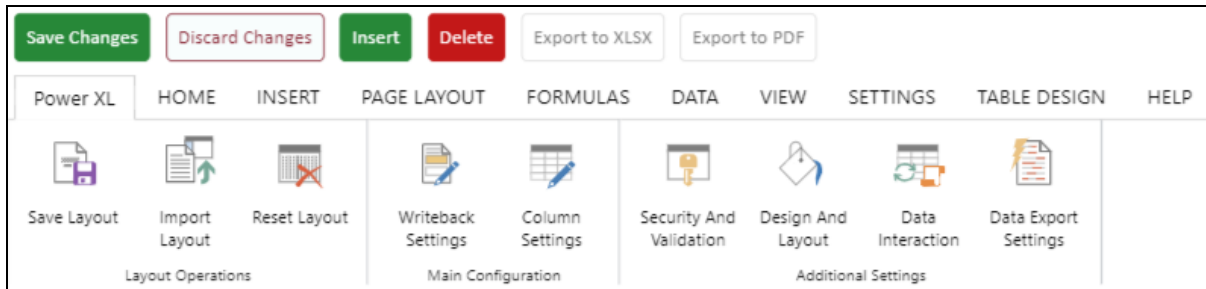 Save Changes Discard Changes Insert Delete Export to XLSX Export to PDF
Power XL HOME INSERT PAGE LAYOUT FORMULAS DATA VIEW SETTINGS TABLE DESIGN HELP
Save Layout Import Reset Layout Writeback Column Security And Design And Data Data Export
Layout Settings Settings Validation Layout Interaction Settings
Layout Operations Main Configuration Additional Settings